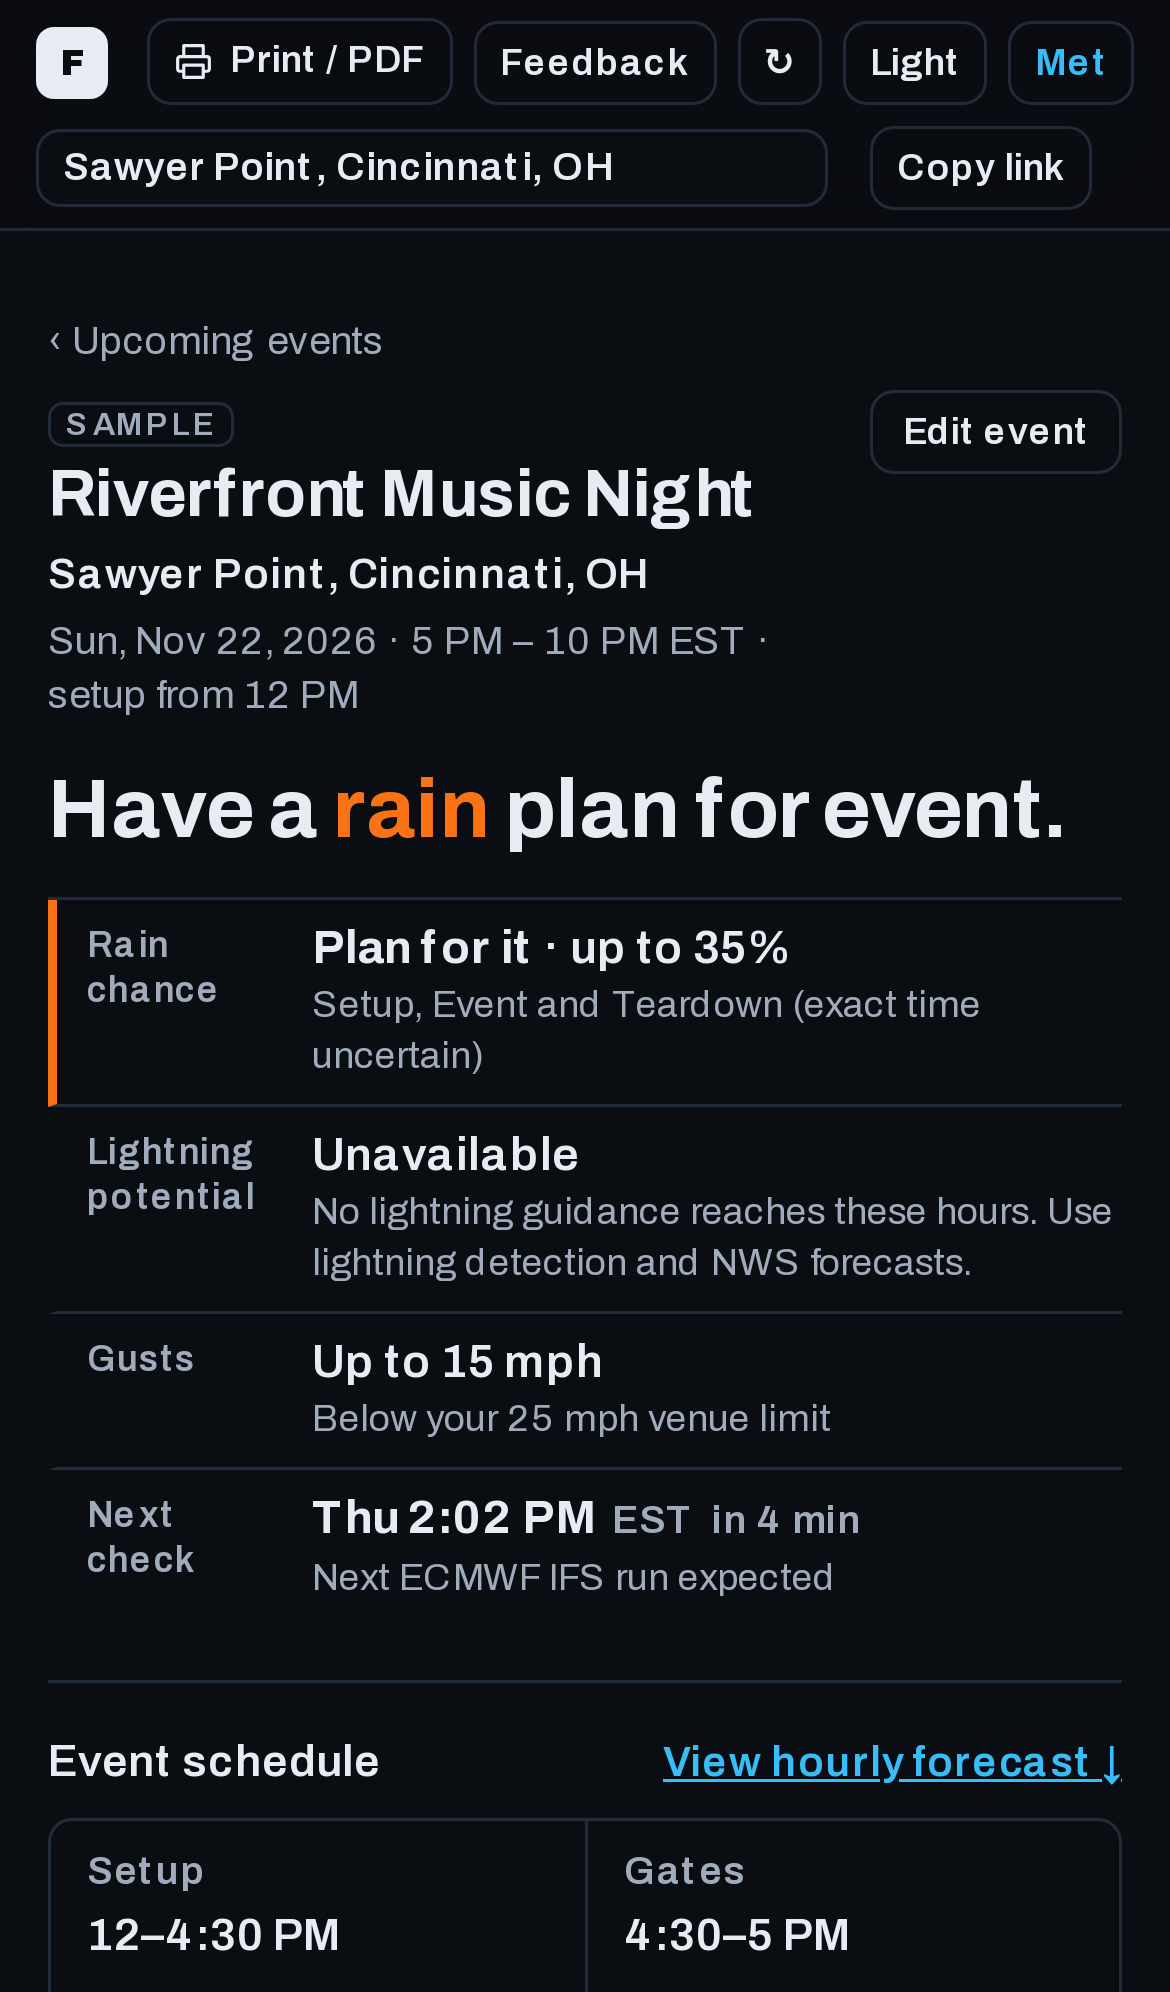 F
Print / PDF
Feedback
↻
Light
Met
Sawyer Point, Cincinnati, OH
Copy link
‹ Upcoming events
SAMPLE
Edit event
Riverfront Music Night
Sawyer Point, Cincinnati, OH
Sun, Nov 22, 2026 · 5 PM – 10 PM EST ·
setup from 12 PM
Have a rain plan for event.
Rain
chance
Plan for it · up to 35%
Setup, Event and Teardown (exact time
uncertain)
Lightning
potential
Unavailable
No lightning guidance reaches these hours. Use
lightning detection and NWS forecasts.
Gusts
Up to 15 mph
Below your 25 mph venue limit
Next
check
Thu 2:02 PM EST in 4 min
Next ECMWF IFS run expected
Event schedule
View hourly forecast ↓
Setup
12–4:30 PM
Gates
4:30–5 PM